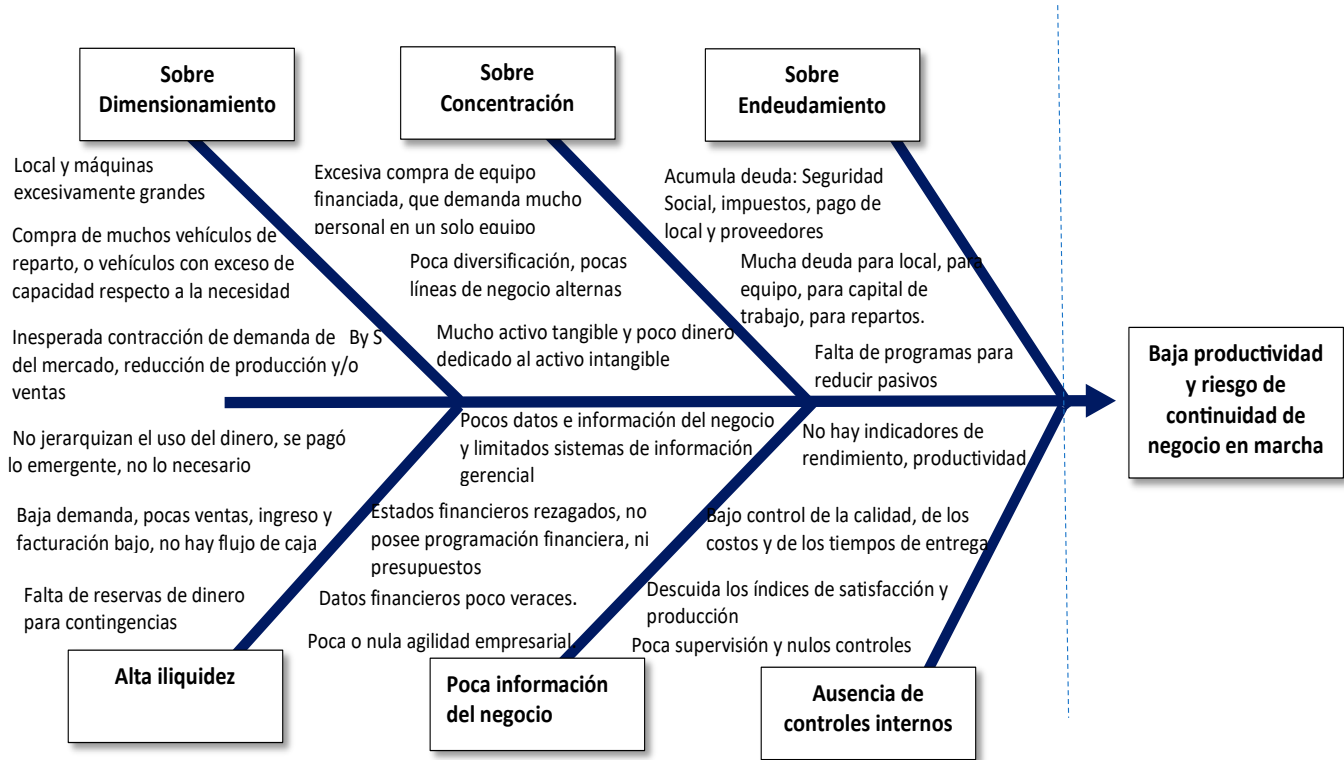 Sobre
Dimensionamiento
Sobre
Concentración
Sobre
Endeudamiento
Local y máquinas
excesivamente grandes
Compra de muchos vehículos de
reparto, o vehículos con exceso de
capacidad respecto a la necesidad
Inesperada contracción de demanda de By S
del mercado, reducción de producción y/o
ventas
Excesiva compra de equipo
financiada, que demanda mucho
personal en un solo equipo
Poca diversificación, pocas
líneas de negocio alternas
Mucho activo tangible y poco dinero
dedicado al activo intangible
Acumula deuda: Seguridad
Social, impuestos, pago de
local y proveedores
Mucha deuda para local, para
equipo, para capital de
trabajo, para repartos.
Falta de programas para
reducir pasivos
Baja productividad
y riesgo de
continuidad de
negocio en marcha
No jerarquizan el uso del dinero, se pagó
lo emergente, no lo necesario
Baja demanda, pocas ventas, ingreso y
facturación bajo, no hay flujo de caja
Falta de reservas de dinero
para contingencias
Pocos datos e información del negocio
y limitados sistemas de información
gerencial
Estados financieros rezagados, no
posee programación financiera, ni
presupuestos
Datos financieros poco veraces.
Poca o nula agilidad empresarial.
No hay indicadores de
rendimiento, productividad
Bajo control de la calidad, de los
costos y de los tiempos de entrega
Descuida los índices de satisfacción y
producción
Poca supervisión y nulos controles
Alta iliquidez
Poca información
del negocio
Ausencia de
controles internos